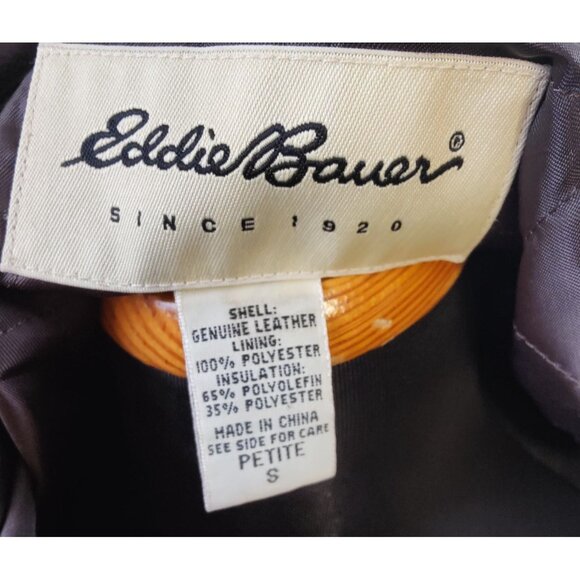 Eddie Bauer®
SINCE 1920
SHELL:
GENUINE LEATHER
LINING:
100% POLYESTER
INSULATION:
65% POLYOLEFIN
35% POLYESTER
MADE IN CHINA
SEE SIDE FOR CARE
PETITE
S